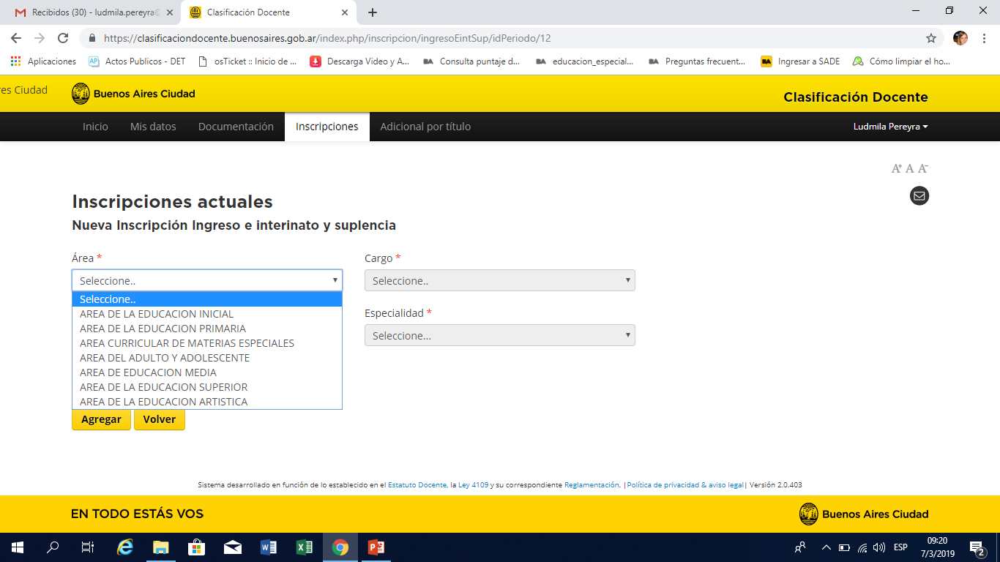 Recibidos (30) - ludmila.pereyra@
Clasificación Docente
https://clasificaciondocente.buenosaires.gob.ar/index.php/inscripcion/ingresoEintSup/idPeriodo/12
Aplicaciones
Actos Publicos - DET
osTicket :: Inicio de ...
Descarga Video y A...
Consulta puntaje d...
educacion_especial...
Preguntas frecuent...
Ingresar a SADE
Cómo limpiar el ho...
res Ciudad
Buenos Aires Ciudad
Clasificación Docente
Inicio
Mis datos
Documentación
Inscripciones
Adicional por título
Ludmila Pereyra
A+ A A-
Inscripciones actuales
Nueva Inscripción Ingreso e interinato y suplencia
Área *
Cargo *
Seleccione..
Seleccione..
Seleccione..
AREA DE LA EDUCACION INICIAL
Especialidad *
AREA DE LA EDUCACION PRIMARIA
Seleccione...
AREA CURRICULAR DE MATERIAS ESPECIALES
AREA DEL ADULTO Y ADOLESCENTE
AREA DE EDUCACION MEDIA
AREA DE LA EDUCACION SUPERIOR
AREA DE LA EDUCACION ARTISTICA
Agregar
Volver
Sistema desarrollado en función de lo establecido en el Estatuto Docente, la Ley 4109 y su correspondiente Reglamentación. |Política de privacidad & aviso legal| Versión 2.0.403
EN TODO ESTÁS VOS
Buenos Aires Ciudad
ESP
09:20
7/3/2019
2